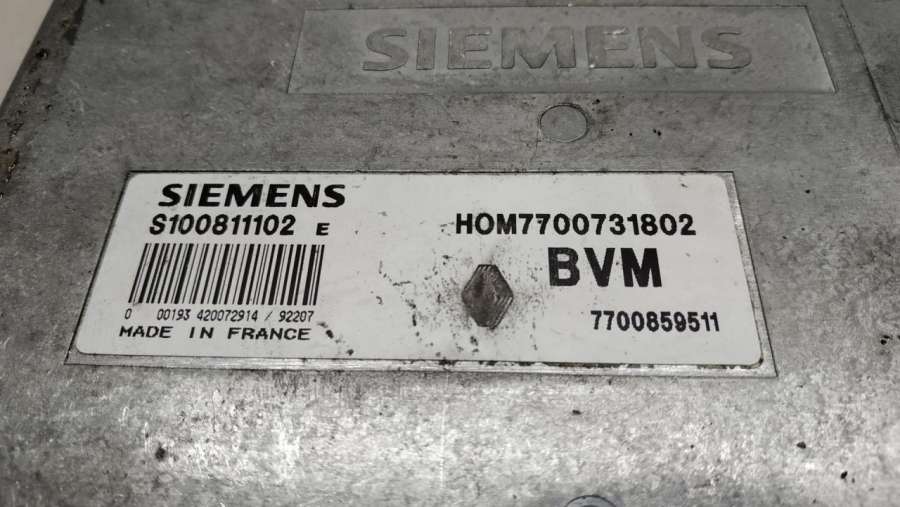 SIEMENS
SIEMENS
S100811102 E
HOM7700731802
BVM
0 00193 420072914 / 92207
7700859511
MADE IN FRANCE